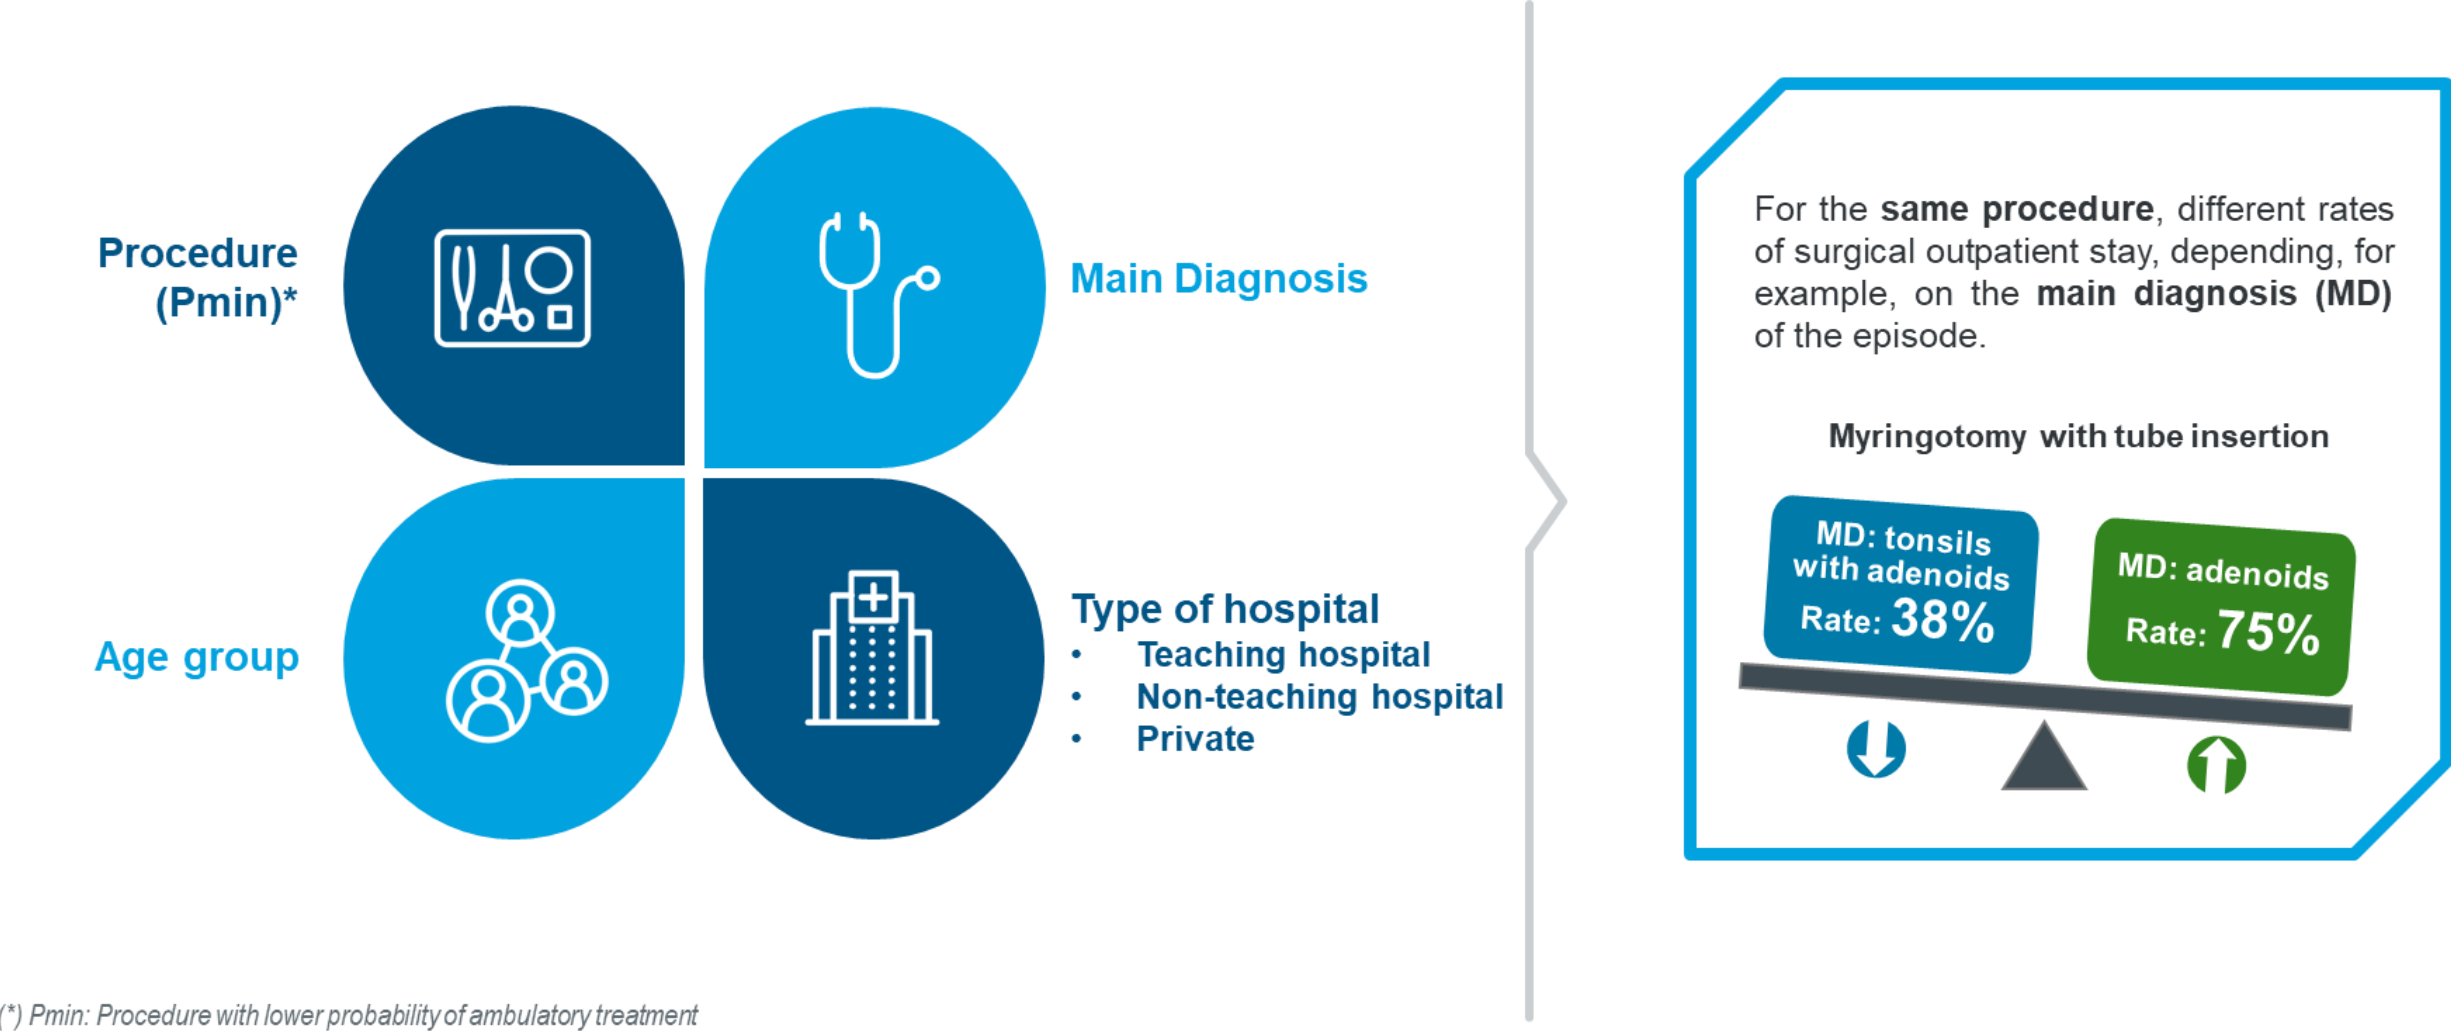 Procedure
(Pmin)*
Main Diagnosis
Age group
Type of hospital
• Teaching hospital
• Non-teaching hospital
• Private
For the same procedure, different rates
of surgical outpatient stay, depending, for
example, on the main diagnosis (MD)
of the episode.
Myringotomy with tube insertion
MD: tonsils
with adenoids
Rate: 38%
MD: adenoids
Rate: 75%
(*) Pmin: Procedure with lower probability of ambulatory treatment